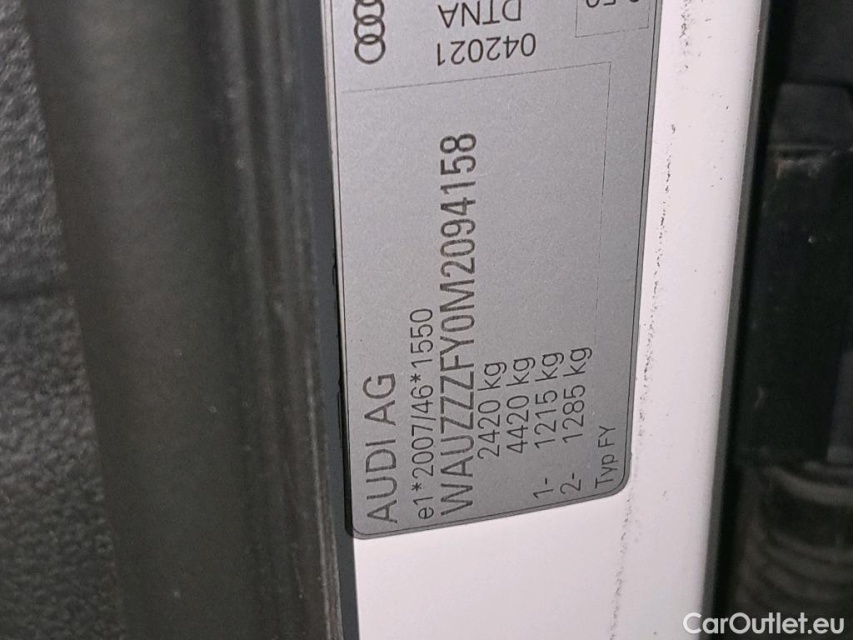 AUDI AG
e1*2007/46*1550
WAUZZZFY0M2094158
2420 kg
4420 kg
1- 1215 kg
2- 1285 kg
Typ FY
042021
DTNA
CarOutlet.eu